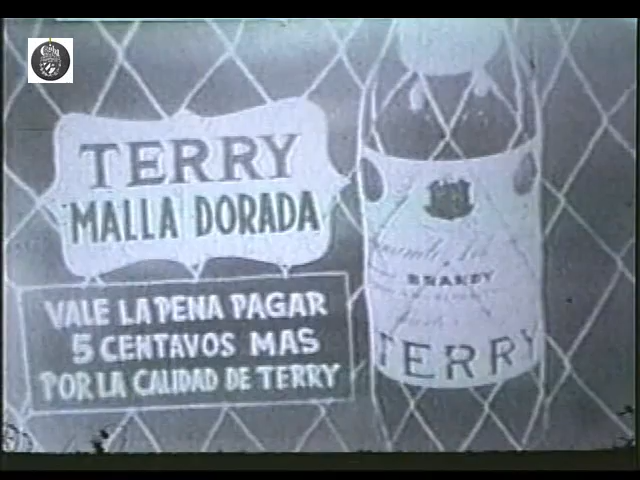 TERRY
MALLA DORADA
VALE LA PENA PAGAR
5 CENTAVOS MAS
POR LA CALIDAD DE TERRY
BRANDY
TERRY